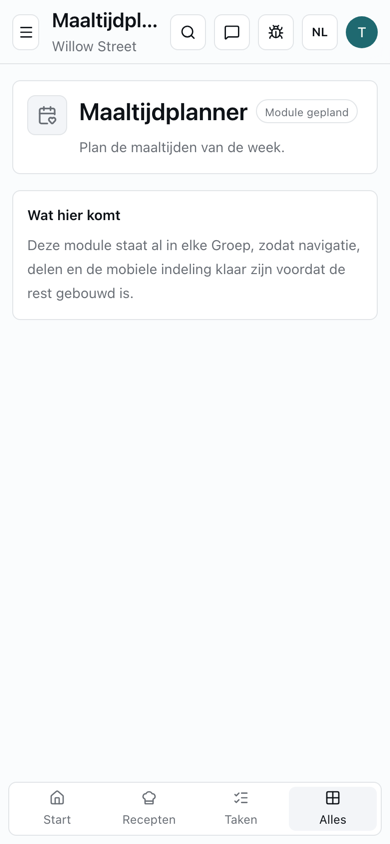 Maaltijdpl...
Willow Street
NL
T
Maaltijdplanner
Module gepland
Plan de maaltijden van de week.
Wat hier komt
Deze module staat al in elke Groep, zodat navigatie,
delen en de mobiele indeling klaar zijn voordat de
rest gebouwd is.
Start
Recepten
Taken
Alles